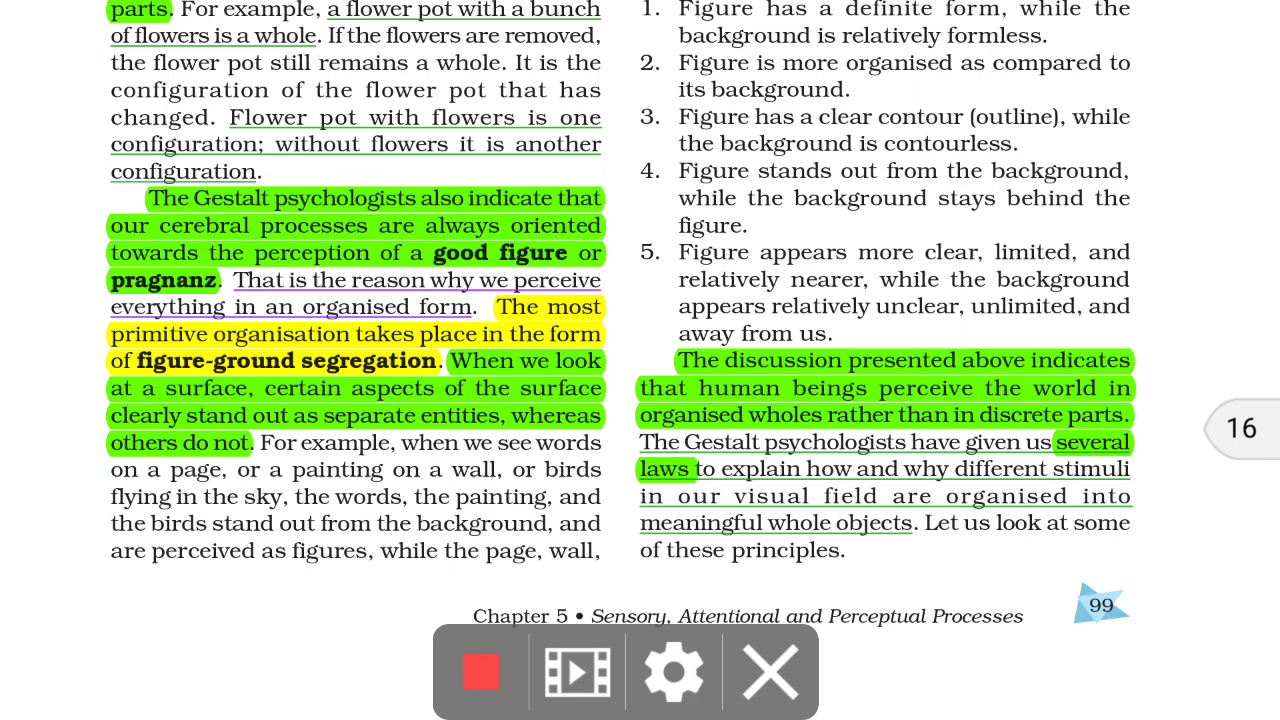 parts. For example, a flower pot with a bunch
of flowers is a whole. If the flowers are removed,
the flower pot still remains a whole. It is the
configuration of the flower pot that has
changed. Flower pot with flowers is one
configuration; without flowers it is another
configuration.
The Gestalt psychologists also indicate that
our cerebral processes are always oriented
towards the perception of a good figure or
pragnanz. That is the reason why we perceive
everything in an organised form. The most
primitive organisation takes place in the form
of figure-ground segregation. When we look
at a surface, certain aspects of the surface
clearly stand out as separate entities, whereas
others do not. For example, when we see words
on a page, or a painting on a wall, or birds
flying in the sky, the words, the painting, and
the birds stand out from the background, and
are perceived as figures, while the page, wall,
1. Figure has a definite form, while the
background is relatively formless.
2. Figure is more organised as compared to
its background.
3. Figure has a clear contour (outline), while
the background is contourless.
4. Figure stands out from the background,
while the background stays behind the
figure.
5. Figure appears more clear, limited, and
relatively nearer, while the background
appears relatively unclear, unlimited, and
away from us.
The discussion presented above indicates
that human beings perceive the world in
organised wholes rather than in discrete parts.
The Gestalt psychologists have given us several
laws to explain how and why different stimuli
in our visual field are organised into
meaningful whole objects. Let us look at some
of these principles.
16
Chapter 5 • Sensory, Attentional and Perceptual Processes
99